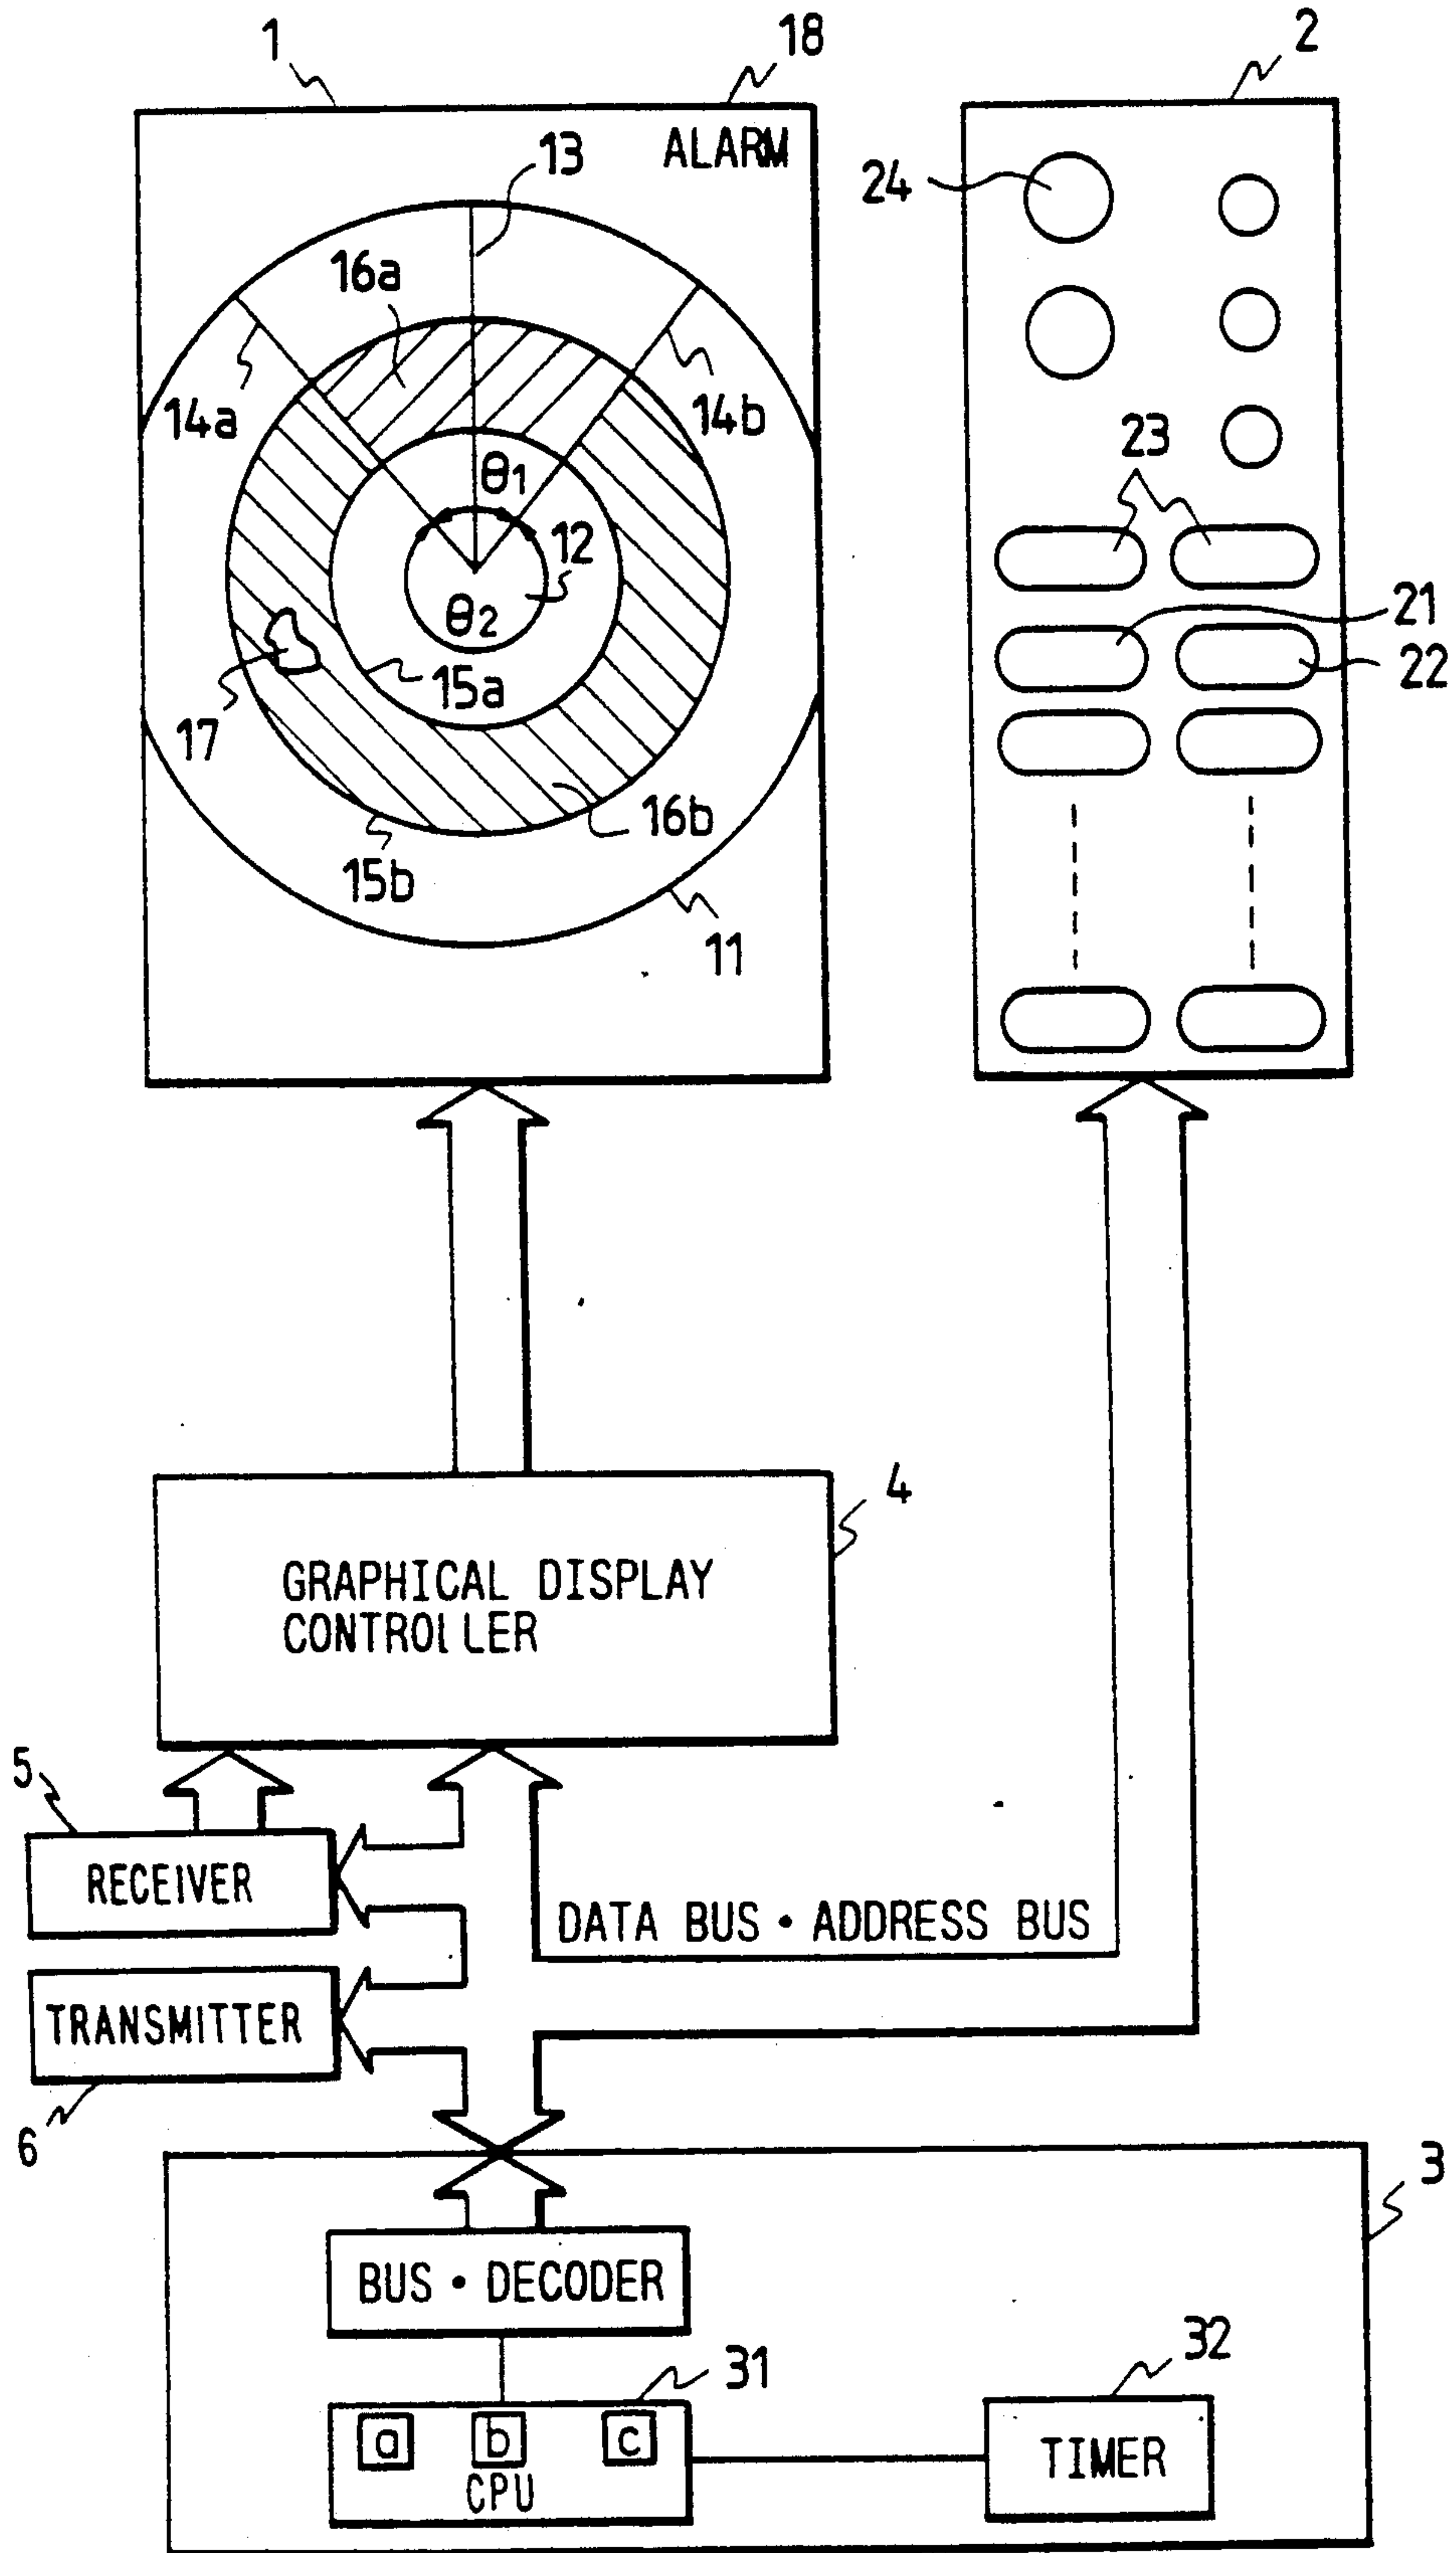 1
18
2
ALARM
13
24
16a
14a
14b
23
θ1
12
θ2
21
22
15a
17
16b
15b
11
4
GRAPHICAL DISPLAY
CONTROLLER
5
RECEIVER
DATA BUS • ADDRESS BUS
TRANSMITTER
6
3
BUS • DECODER
31
32
a
b
c
CPU
TIMER